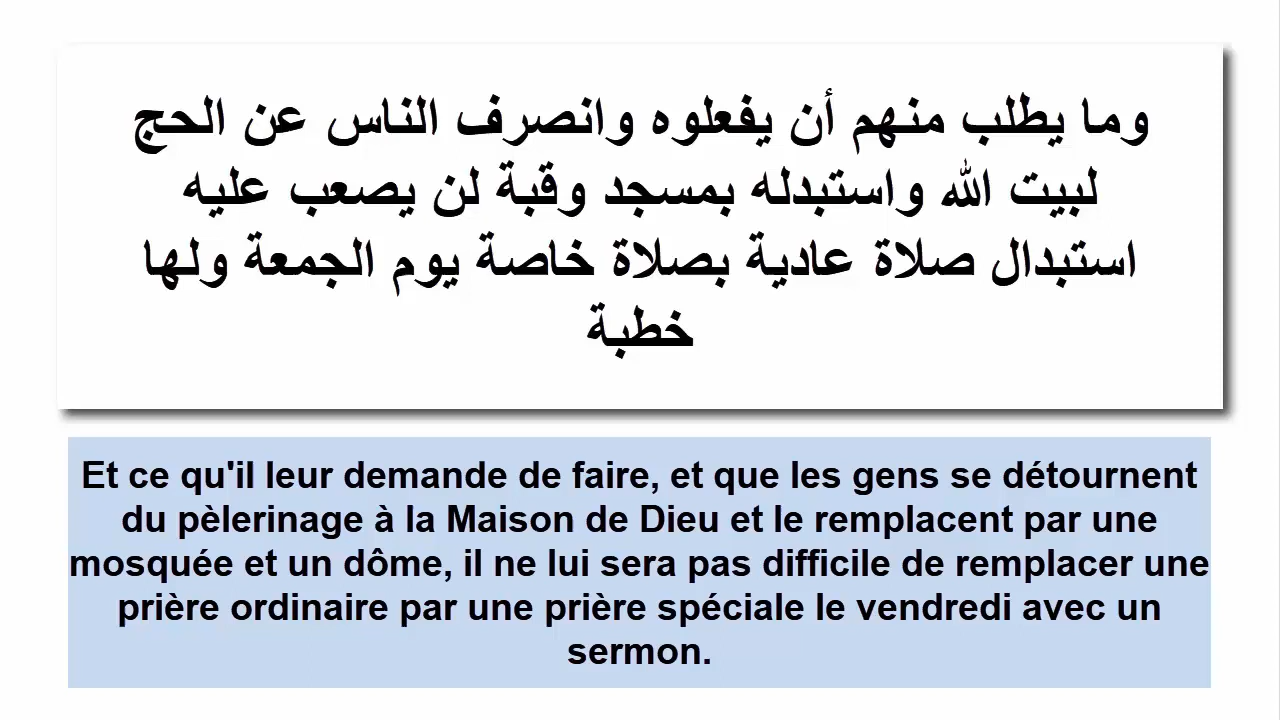 وما يطلب منهم أن يفعلوه وانصرف الناس عن الحج
لبيت الله واستبدله بمسجد وقبة لن يصعب عليه
استبدال صلاة عادية بصلاة خاصة يوم الجمعة ولها
خطبة
Et ce qu'il leur demande de faire, et que les gens se détournent
du pèlerinage à la Maison de Dieu et le remplacent par une
mosquée et un dôme, il ne lui sera pas difficile de remplacer une
prière ordinaire par une prière spéciale le vendredi avec un
sermon.